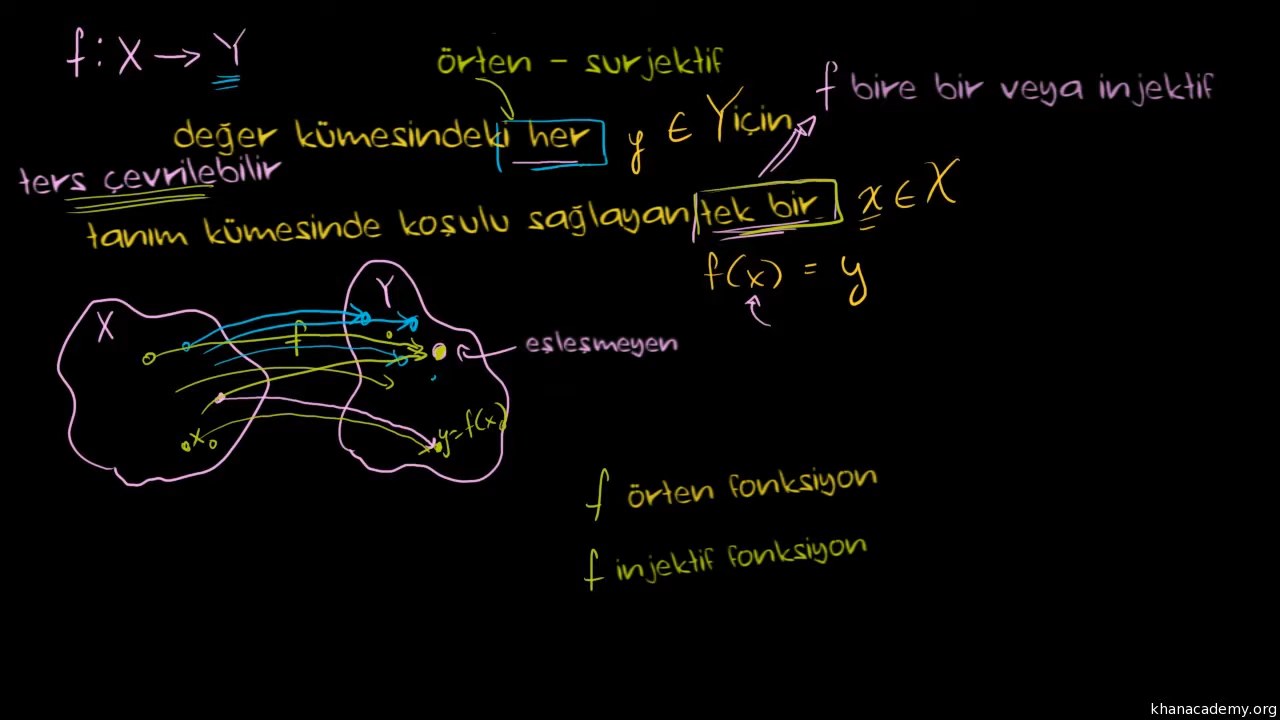 f : X → Y
örten - surjektif
f bire bir veya injektif
değer kümesindeki her y ∈ Y için
ters çevrilebilir
tanım kümesinde koşulu sağlayan tek bir x ∈ X
f(x) = y
X
f
Y
eşleşmeyen
x₀
y=f(x₀)
f örten fonksiyon
f injektif fonksiyon
khanacademy.org